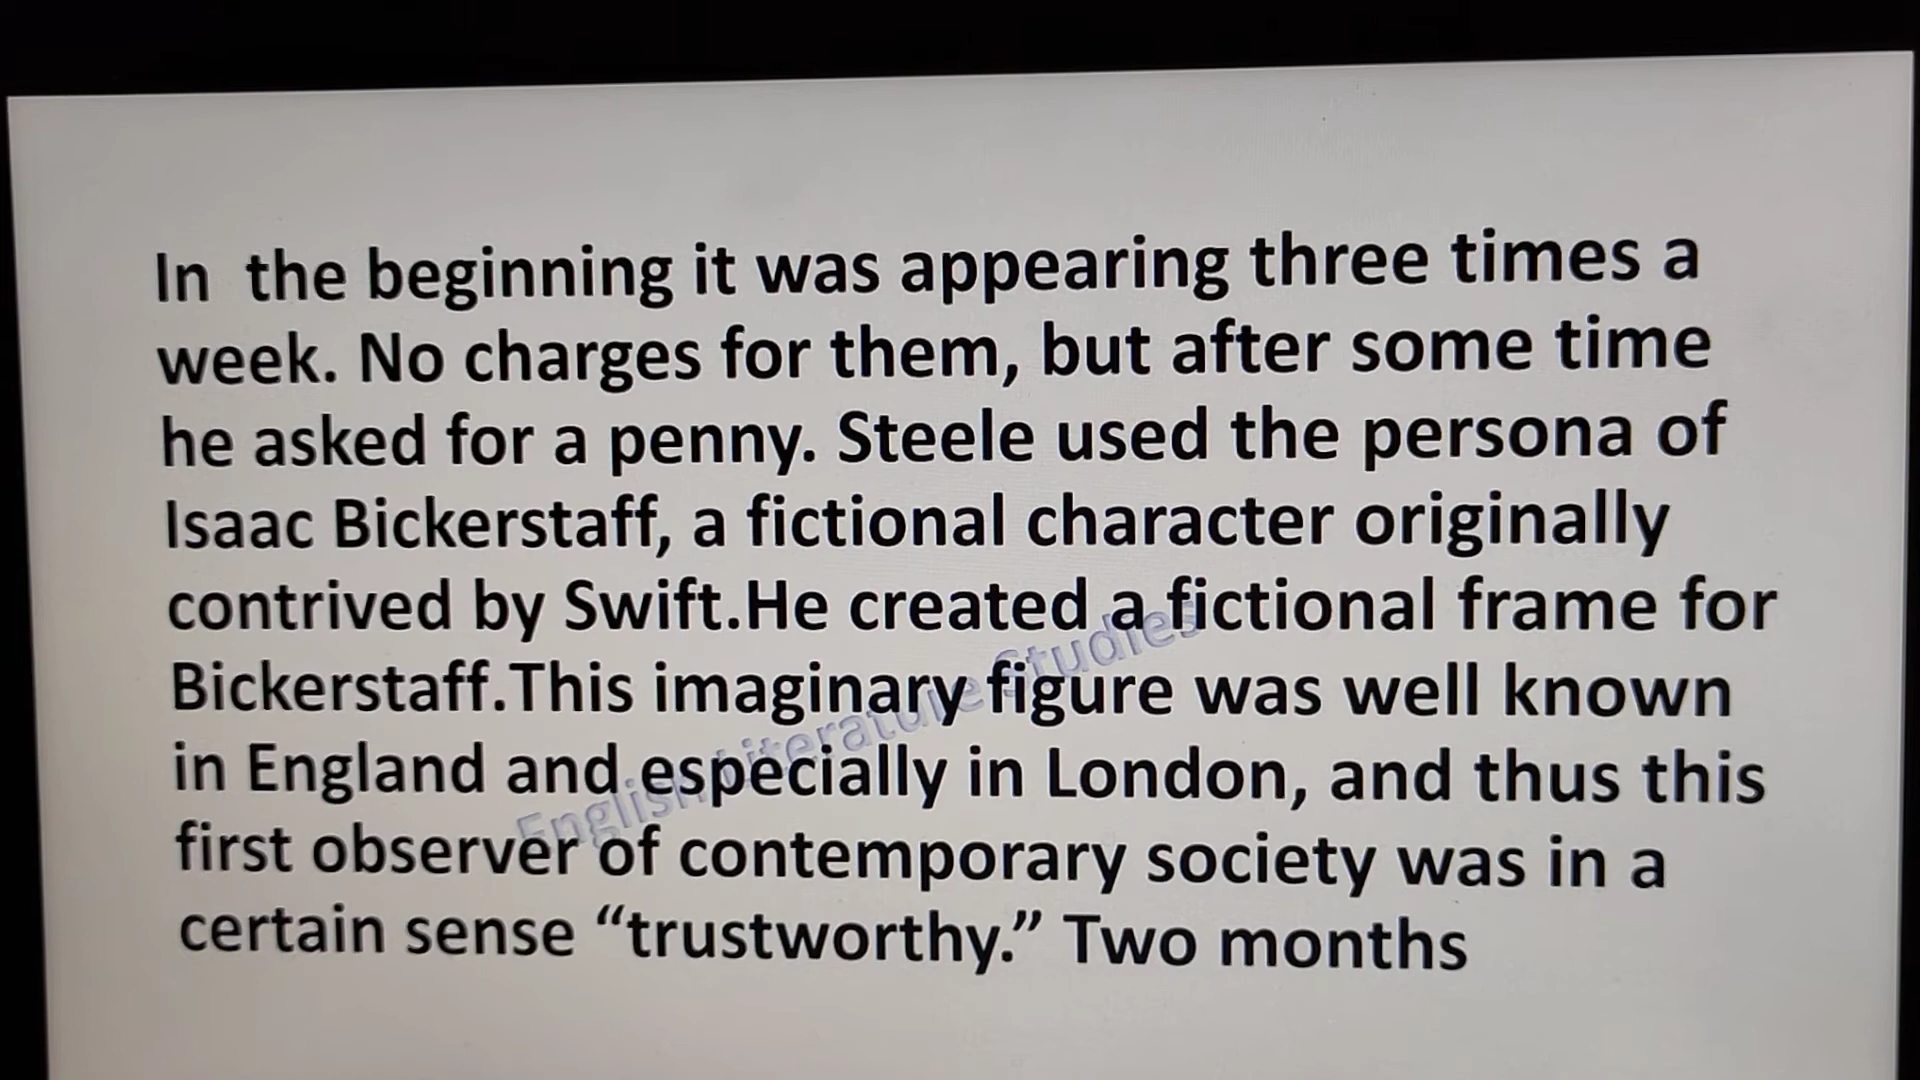 In  the beginning it was appearing three times a
week. No charges for them, but after some time
he asked for a penny. Steele used the persona of
Isaac Bickerstaff, a fictional character originally
contrived by Swift.He created a fictional frame for
Bickerstaff.This imaginary figure was well known
in England and especially in London, and thus this
first observer of contemporary society was in a
certain sense “trustworthy.” Two months
English Literature Studies